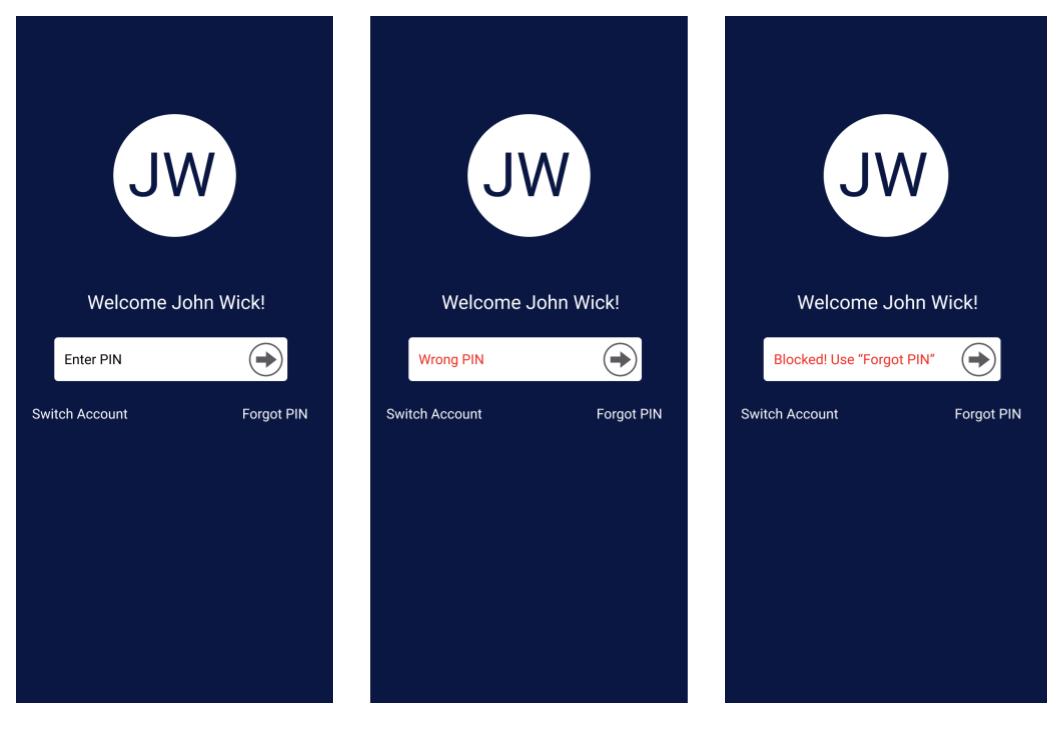 JW
Welcome John Wick!
Enter PIN
Switch Account
Forgot PIN
JW
Welcome John Wick!
Wrong PIN
Switch Account
Forgot PIN
JW
Welcome John Wick!
Blocked! Use “Forgot PIN”
Switch Account
Forgot PIN